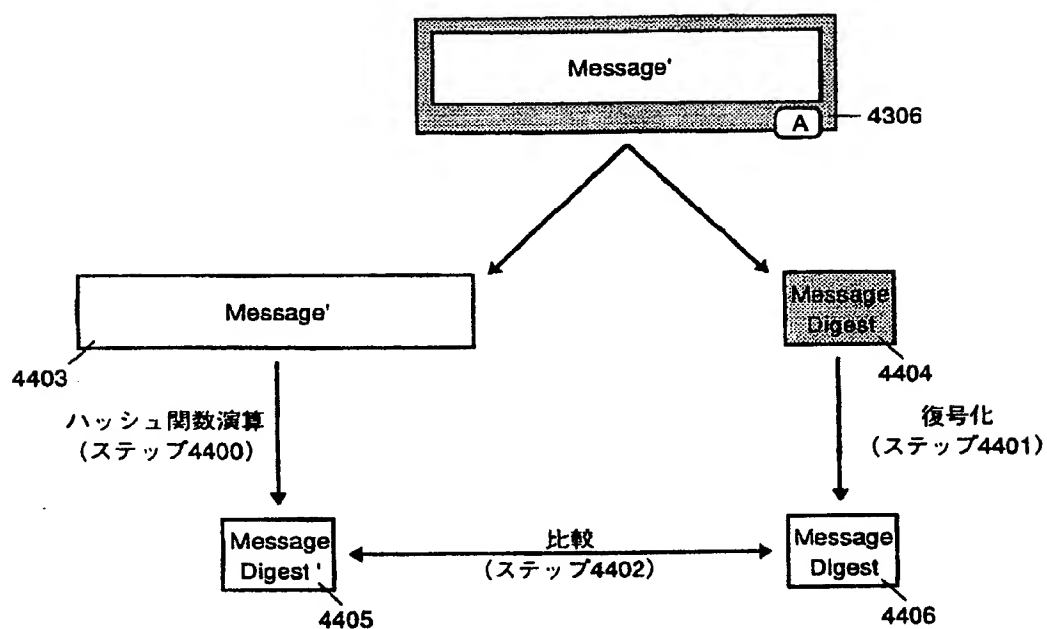 Message'
A
4306
Message'
Message
Digest
4403
4404
ハッシュ関数演算
(ステップ4400)
復号化
(ステップ4401)
Message
Digest'
比較
(ステップ4402)
Message
Digest
4405
4406